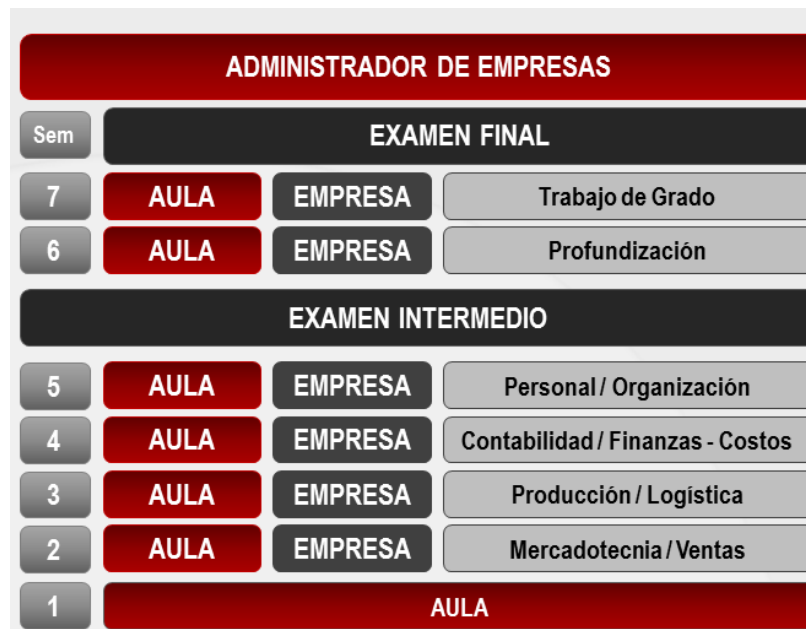 ADMINISTRADOR DE EMPRESAS
Sem EXAMEN FINAL
7 AULA EMPRESA Trabajo de Grado
6 AULA EMPRESA Profundización
EXAMEN INTERMEDIO
5 AULA EMPRESA Personal / Organización
4 AULA EMPRESA Contabilidad / Finanzas - Costos
3 AULA EMPRESA Producción / Logística
2 AULA EMPRESA Mercadotecnia / Ventas
1 AULA